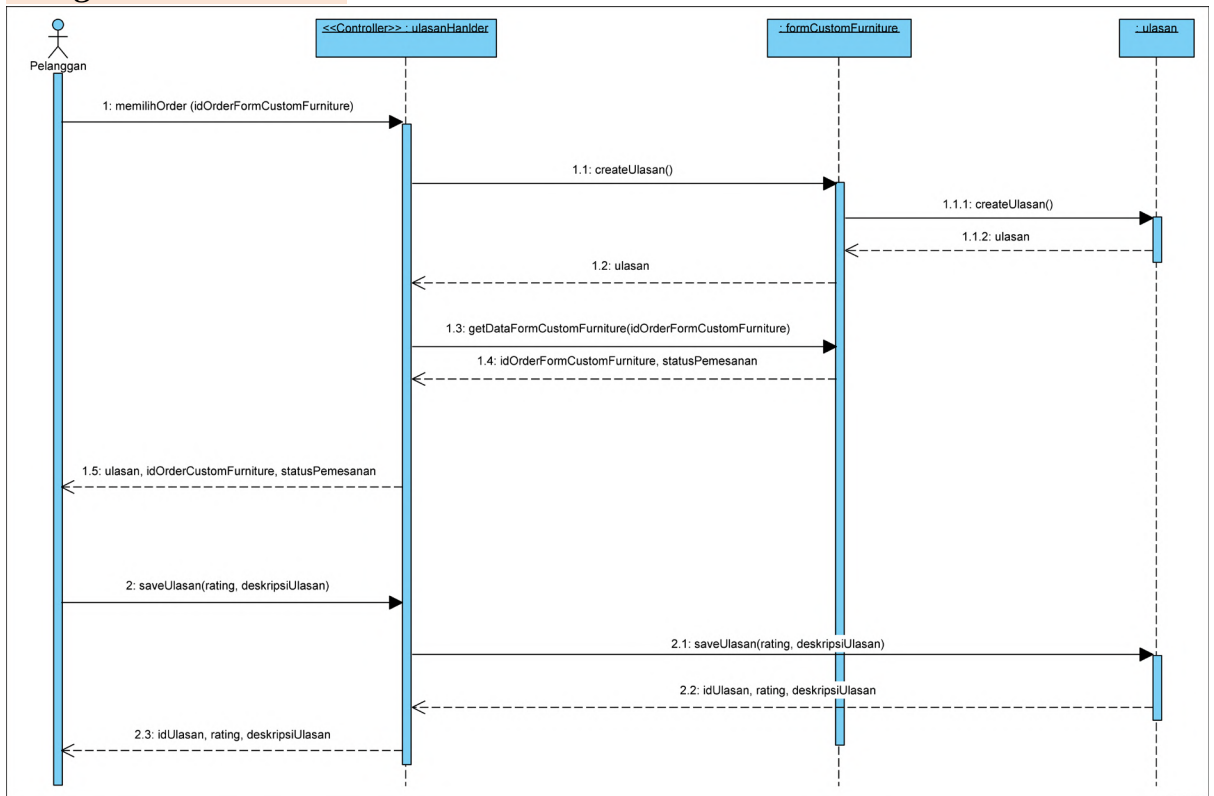 <<Controller>> : ulasanHanlder
: formCustomFurniture
: ulasan
Pelanggan
1: memilihOrder (idOrderFormCustomFurniture)
1.1: createUlasan()
1.1.1: createUlasan()
1.1.2: ulasan
1.2: ulasan
1.3: getDataFormCustomFurniture(idOrderFormCustomFurniture)
1.4: idOrderFormCustomFurniture, statusPemesanan
1.5: ulasan, idOrderCustomFurniture, statusPemesanan
2: saveUlasan(rating, deskripsiUlasan)
2.1: saveUlasan(rating, deskripsiUlasan)
2.2: idUlasan, rating, deskripsiUlasan
2.3: idUlasan, rating, deskripsiUlasan